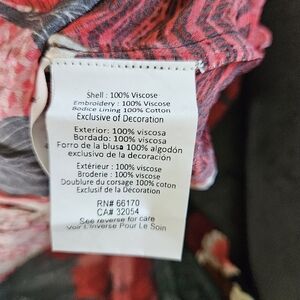 Shell : 100% Viscose
Embroidery : 100% Viscose
Bodice Lining 100% Cotton
Exclusive of Decoration
Exterior: 100% viscosa
Bordado: 100% viscosa
Forro de la blusa 100% algodón
exclusivo de la decoración
Extérieur : 100% viscose
Broderie : 100% viscose
Doublure du corsage 100% coton
Exclusif de la Decoration
RN# 66170
CA# 32054
See reverse for care
Voir L'inverse Pour Le Soin